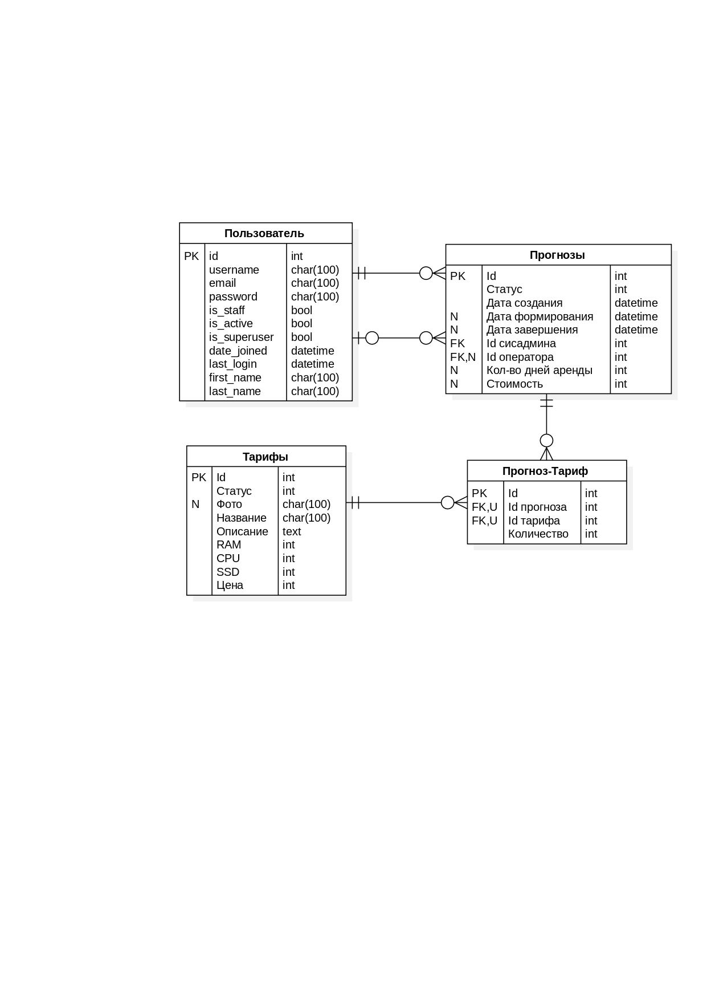 Пользователь
PK id int
username char(100)
email char(100)
password char(100)
is_staff bool
is_active bool
is_superuser bool
date_joined datetime
last_login datetime
first_name char(100)
last_name char(100)
Прогнозы
PK Id int
Статус int
Дата создания datetime
N Дата формирования datetime
N Дата завершения datetime
FK Id сисадмина int
FK,N Id оператора int
N Кол-во дней аренды int
N Стоимость int
Тарифы
PK Id int
Статус int
N Фото char(100)
Название char(100)
Описание text
RAM int
CPU int
SSD int
Цена int
Прогноз-Тариф
PK Id int
FK,U Id прогноза int
FK,U Id тарифа int
Количество int